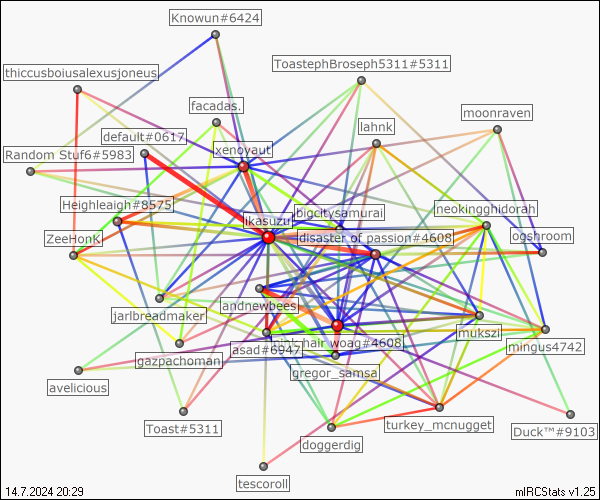 Knowun#6424
ToastephBroseph5311#5311
thiccusboiusalexusjoneus
facadas.
moonraven
lahnk
default#0617
xenoyaut
Random Stuf6#5983
Heighleaigh#8575
bigcitysamurai
ikasuzu
neokingghidorah
ZeeHonK
disaster of passion#4608
ogshroom
andnewbees
jarlbreadmaker
mukszi
hair woag#4608
mingus4742
asad#6947
gazpachoman
gregor_samsa
avelicious
turkey_mcnugget
Toast#5311
Duck™#9103
doggerdig
tescoroll
14.7.2024 20:29
mIRCStats v1.25